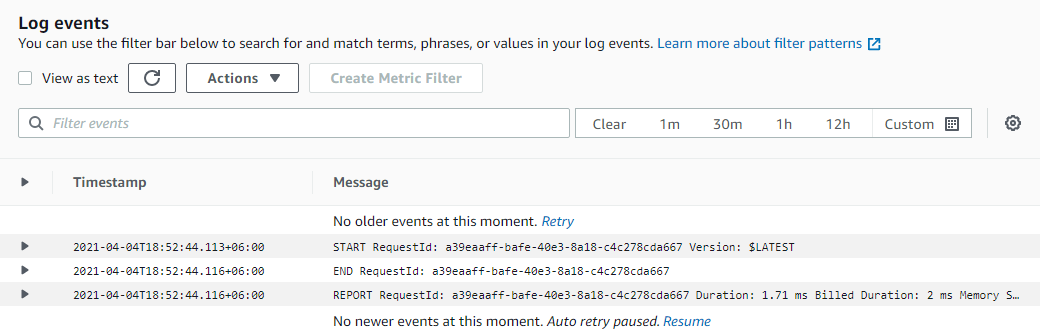 Log events
You can use the filter bar below to search for and match terms, phrases, or values in your log events. Learn more about filter patterns
View as text Actions Create Metric Filter
Filter events Clear 1m 30m 1h 12h Custom
Timestamp Message
No older events at this moment. Retry
2021-04-04T18:52:44.113+06:00 START RequestId: a39eaaff-bafe-40e3-8a18-c4c278cda667 Version: $LATEST
2021-04-04T18:52:44.116+06:00 END RequestId: a39eaaff-bafe-40e3-8a18-c4c278cda667
2021-04-04T18:52:44.116+06:00 REPORT RequestId: a39eaaff-bafe-40e3-8a18-c4c278cda667 Duration: 1.71 ms Billed Duration: 2 ms Memory S…
No newer events at this moment. Auto retry paused. Resume